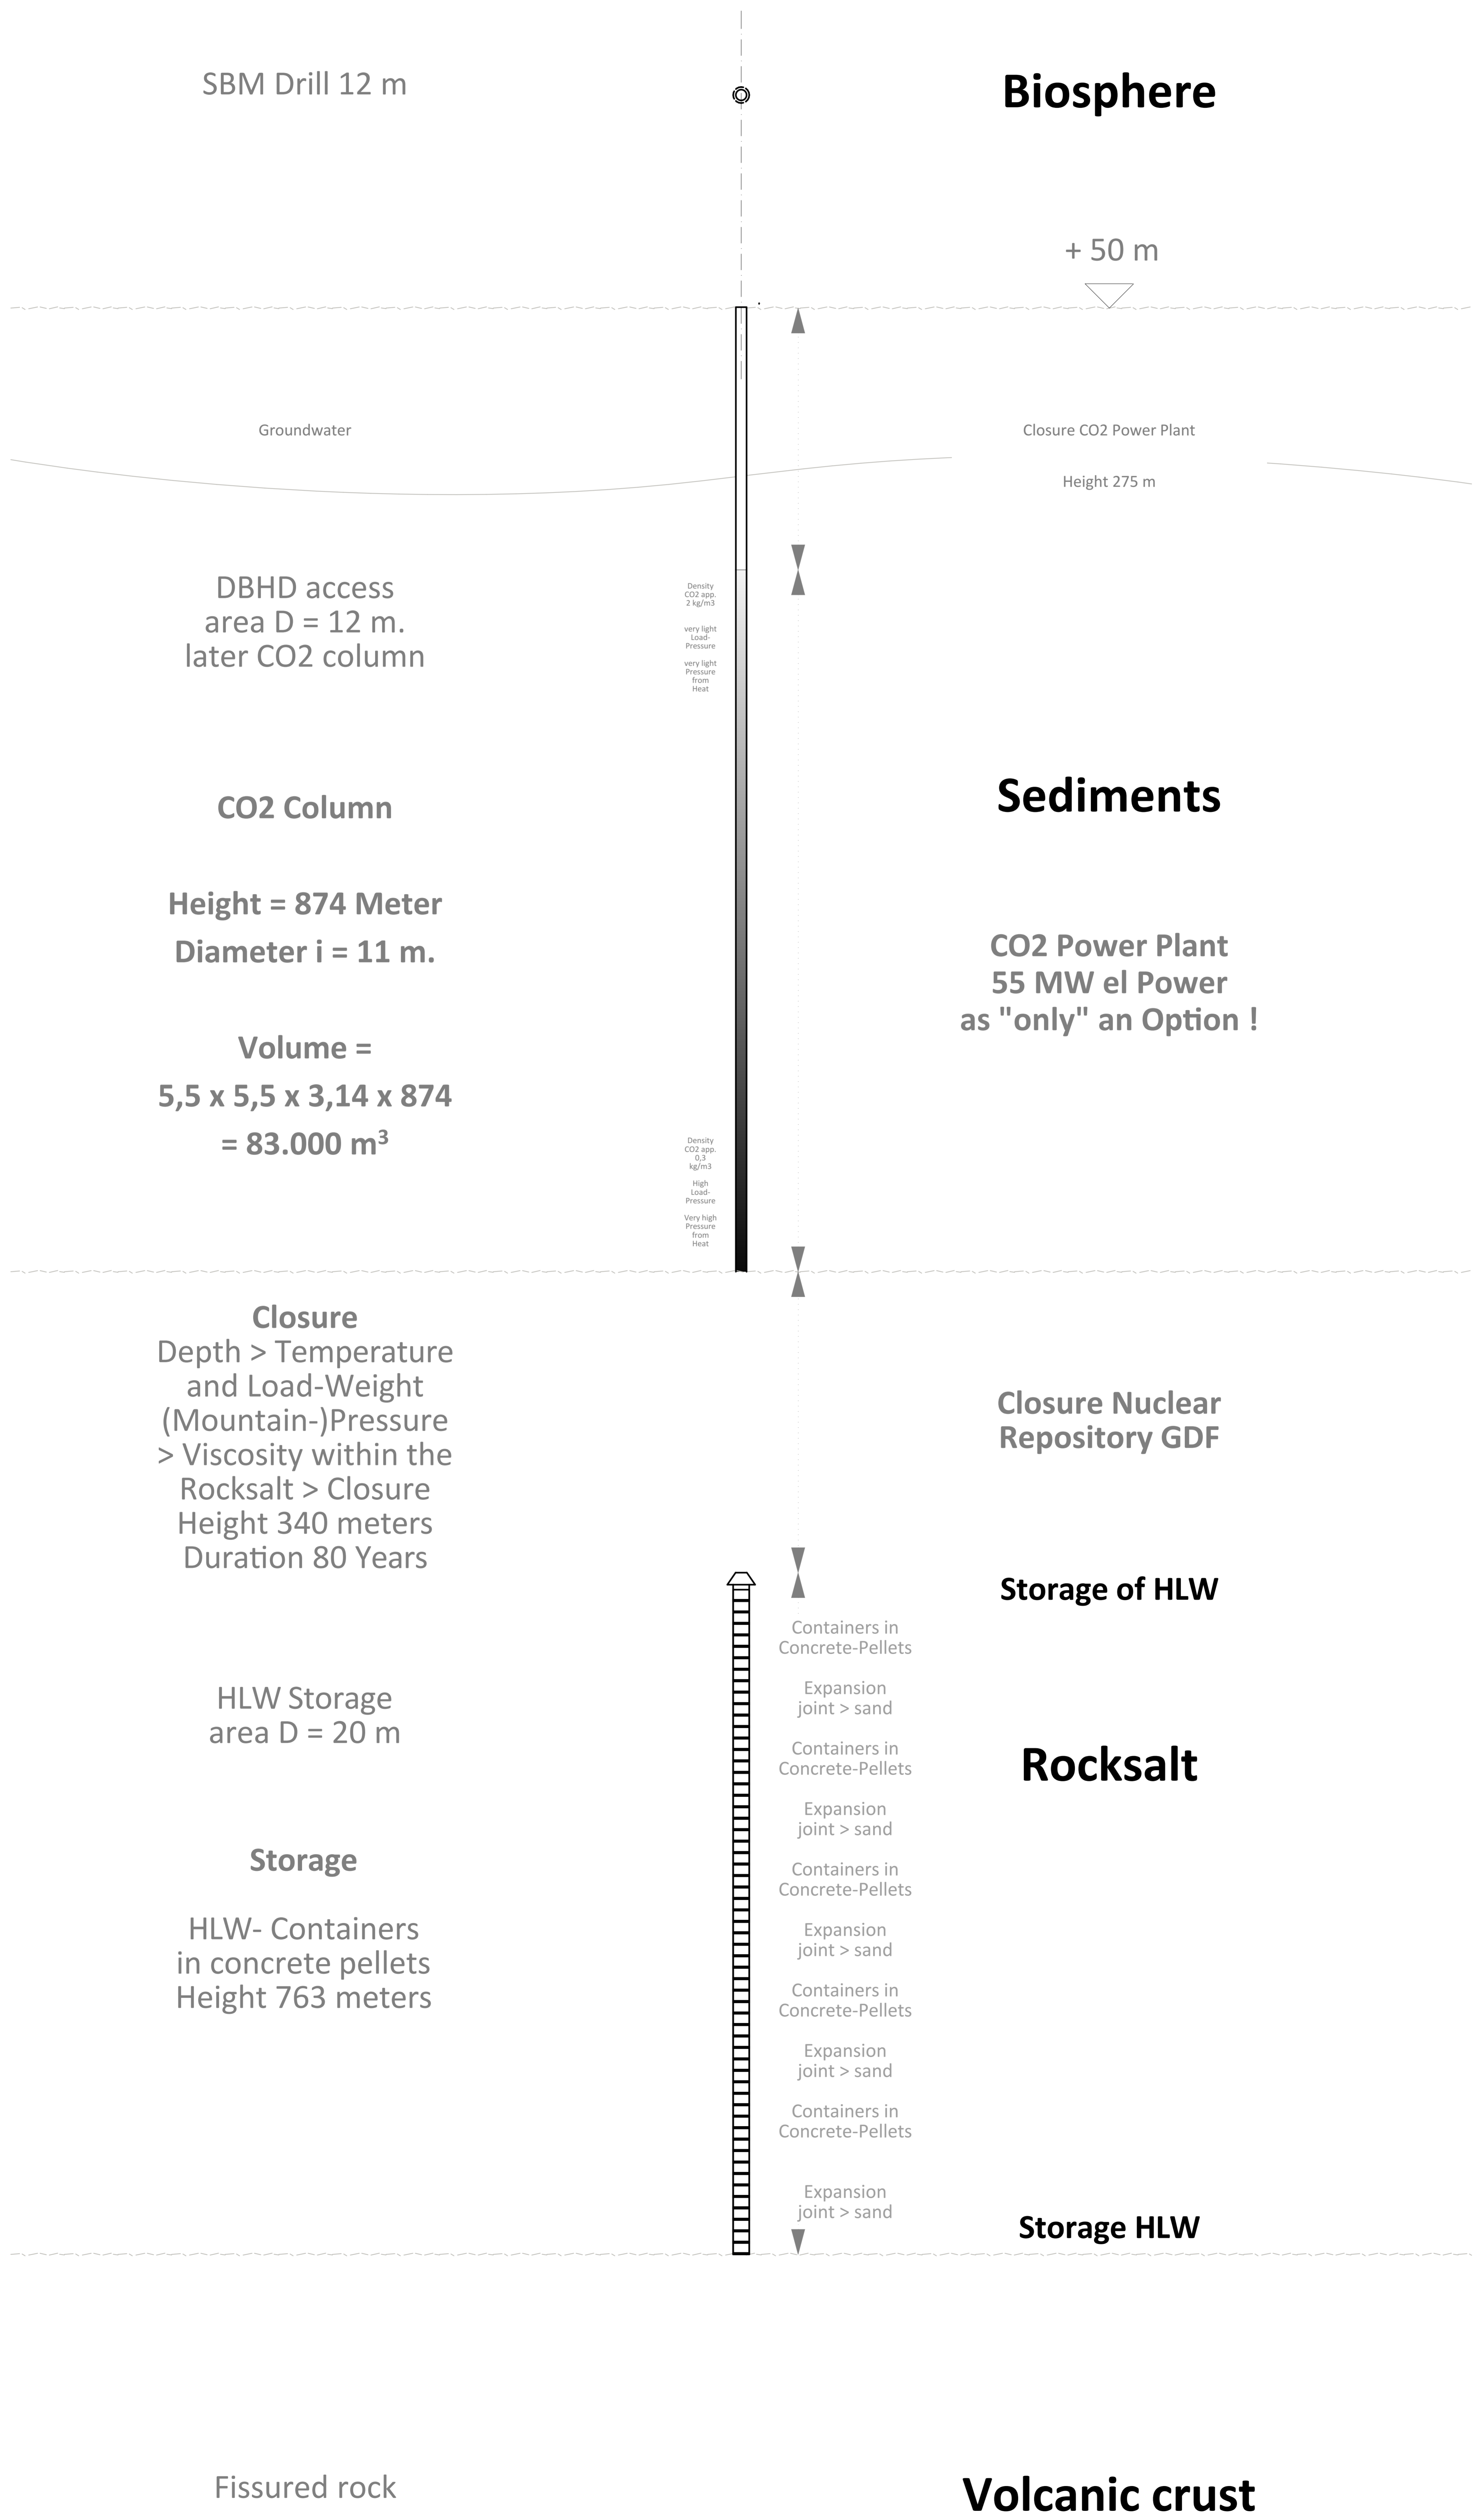 SBM Drill 12 m
Biosphere
+ 50 m
Groundwater
Closure CO2 Power Plant
Height 275 m
DBHD access
area D = 12 m.
later CO2 column
Density
CO2 app.
2 kg/m3
very light
Load-
Pressure
very light
Pressure
from
Heat
CO2 Column
Sediments
Height = 874 Meter
Diameter i = 11 m.
CO2 Power Plant
55 MW el Power
as "only" an Option !
Volume =
5,5 x 5,5 x 3,14 x 874
= 83.000 m³
Density
CO2 app.
0,3
kg/m3
High
Load-
Pressure
Very high
Pressure
from
Heat
Closure
Depth > Temperature
and Load-Weight
(Mountain-)Pressure
> Viscosity within the
Rocksalt > Closure
Height 340 meters
Duration 80 Years
Closure Nuclear
Repository GDF
Storage of HLW
Containers in
Concrete-Pellets
Expansion
joint > sand
HLW Storage
area D = 20 m
Containers in
Concrete-Pellets
Rocksalt
Expansion
joint > sand
Storage
Containers in
Concrete-Pellets
HLW- Containers
in concrete pellets
Height 763 meters
Expansion
joint > sand
Containers in
Concrete-Pellets
Expansion
joint > sand
Containers in
Concrete-Pellets
Expansion
joint > sand
Storage HLW
Fissured rock
Volcanic crust